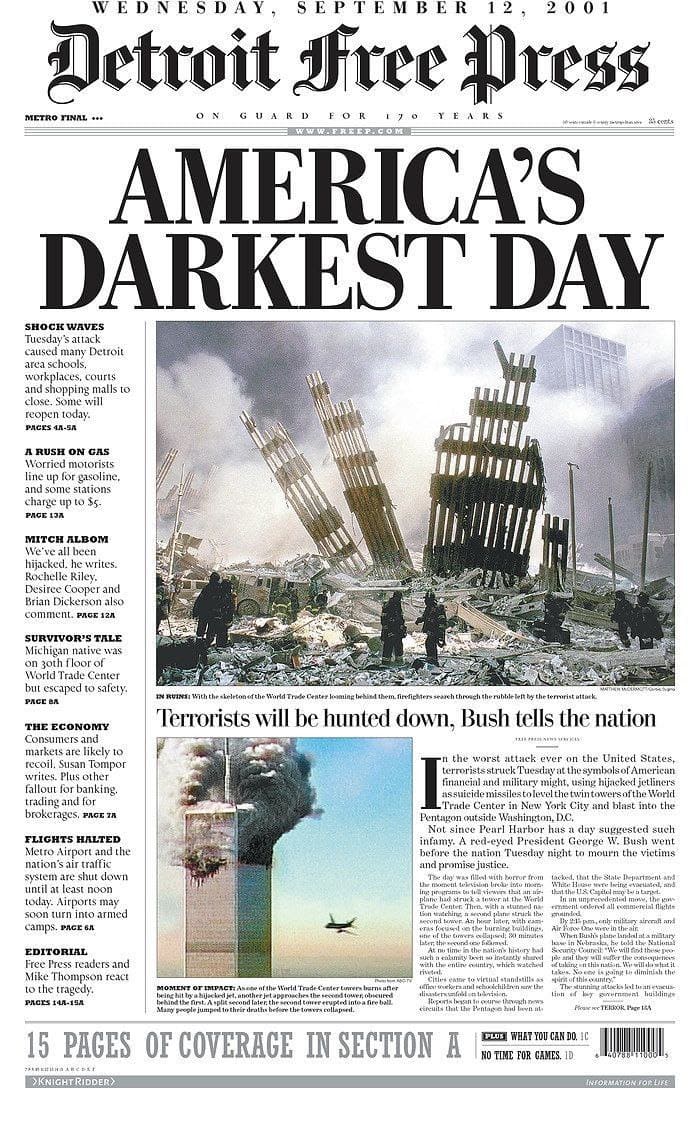 WEDNESDAY, SEPTEMBER 12, 2001
Detroit Free Press
METRO FINAL
ON GUARD FOR 170 YEARS
35 cents
WWW.FREEP.COM
AMERICA'S
DARKEST DAY
SHOCK WAVES
Tuesday's attack
caused many Detroit
area schools,
workplaces, courts
and shopping malls to
close. Some will
reopen today.
PAGES 4A-5A
A RUSH ON GAS
Worried motorists
line up for gasoline,
and some stations
charge up to $5.
PAGE 13A
MITCH ALBOM
We've all been
hijacked, he writes.
Rochelle Riley,
Desiree Cooper and
Brian Dickerson also
comment. PAGE 12A
SURVIVOR'S TALE
Michigan native was
on 30th floor of
World Trade Center
but escaped to safety.
PAGE 8A
THE ECONOMY
Consumers and
markets are likely to
recoil, Susan Tompor
writes. Plus other
fallout for banking,
trading and for
brokerages. PAGE 7A
FLIGHTS HALTED
Metro Airport and the
nation's air traffic
system are shut down
until at least noon
today. Airports may
soon turn into armed
camps. PAGE 6A
EDITORIAL
Free Press readers and
Mike Thompson react
to the tragedy.
PAGES 14A-15A
MATTHEW McDERMOTT/Corbis Sygma
IN RUINS: With the skeleton of the World Trade Center looming behind them, firefighters search through the rubble left by the terrorist attack.
Terrorists will be hunted down, Bush tells the nation
Photo from ABC-TV
MOMENT OF IMPACT: As one of the World Trade Center towers burns after
being hit by a hijacked jet, another jet approaches the second tower, obscured
behind the first. A split second later, the second tower erupted into a fire ball.
Many people jumped to their deaths before the towers collapsed.
FREE PRESS NEWS SERVICES
In the worst attack ever on the United States,
terrorists struck Tuesday at the symbols of American
financial and military might, using hijacked jetliners
as suicide missiles to level the twin towers of the World
Trade Center in New York City and blast into the
Pentagon outside Washington, D.C.
Not since Pearl Harbor has a day suggested such
infamy. A red-eyed President George W. Bush went
before the nation Tuesday night to mourn the victims
and promise justice.
The day was filled with horror from
the moment television broke into morn-
ing programs to tell viewers that an air-
plane had struck a tower at the World
Trade Center. Then, with a stunned na-
tion watching, a second plane struck the
second tower. An hour later, with cam-
eras focused on the burning buildings,
one of the towers collapsed; 30 minutes
later, the second one followed.
At no time in the nation's history had
such a calamity been so instantly shared
with the entire country, which watched
riveted.
Cities came to virtual standstills as
office workers and schoolchildren saw the
disasters unfold on television.
Reports began to course through news
circuits that the Pentagon had been at-
tacked, that the State Department and
White House were being evacuated, and
that the U.S. Capitol may be a target.
In an unprecedented move, the gov-
ernment ordered all commercial flights
grounded.
By 2:15 p.m., only military aircraft and
Air Force One were in the air.
When Bush's plane landed at a military
base in Nebraska, he told the National
Security Council: "We will find these peo-
ple and they will suffer the consequences
of taking on this nation. We will do what it
takes. No one is going to diminish the
spirit of this country."
The stunning attacks led to an evacua-
tion of key government buildings
Please see TERROR, Page 18A
15 PAGES OF COVERAGE IN SECTION A
PLUS WHAT YOU CAN DO. 1C
NO TIME FOR GAMES. 1D
6 40788 11000 5
KNIGHT RIDDER
INFORMATION FOR LIFE